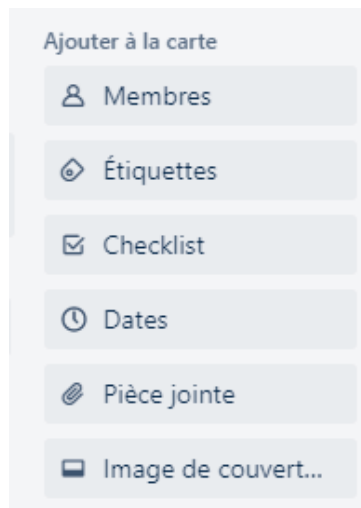 Ajouter à la carte
Membres
Étiquettes
Checklist
Dates
Pièce jointe
Image de couvert...